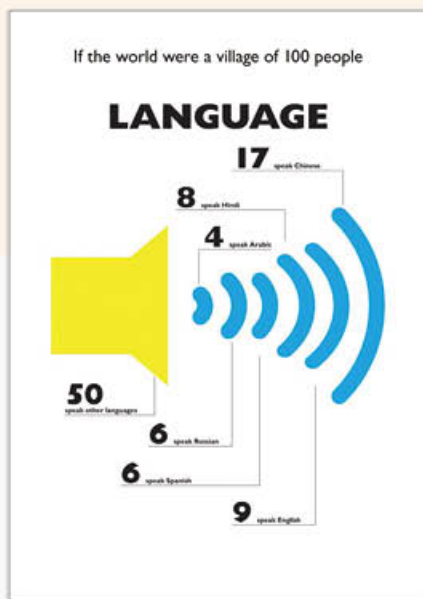 If the world were a village of 100 people
LANGUAGE
17 speak Chinese
8 speak Hindi
4 speak Arabic
50
speak other languages
6 speak Russian
6 speak Spanish
9 speak English